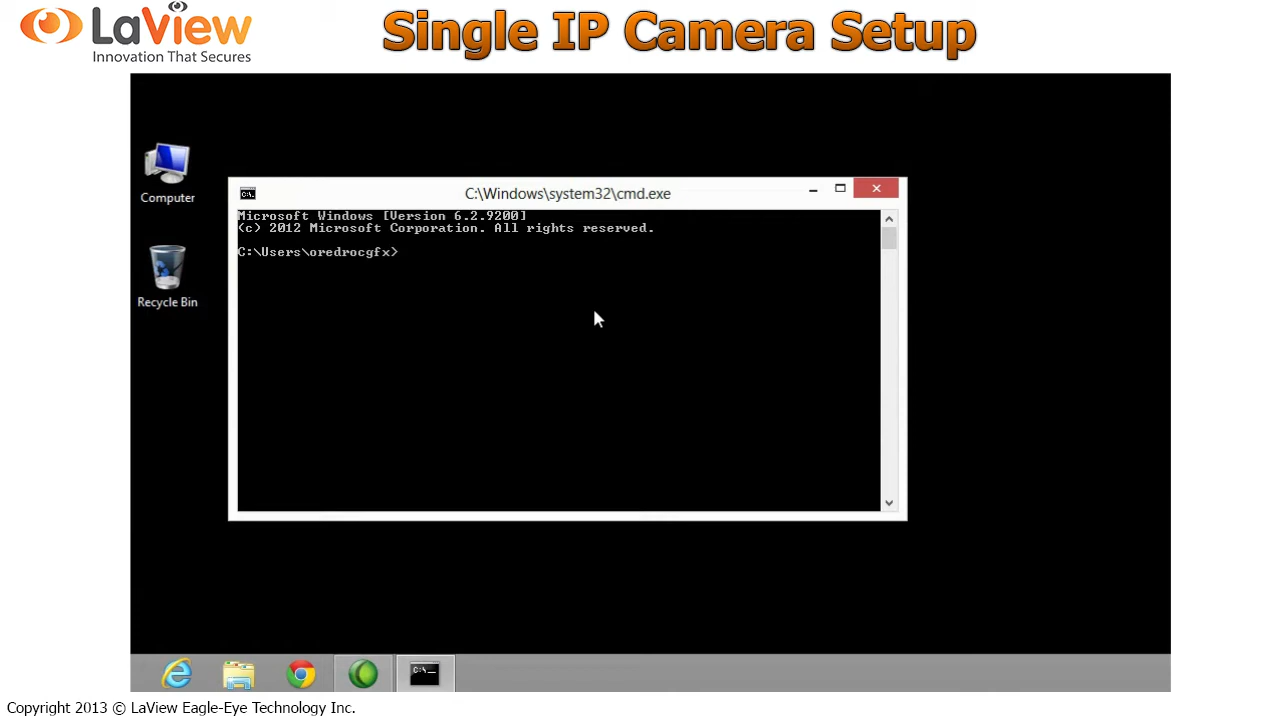 LaView
Innovation That Secures
Single IP Camera Setup
Computer
Recycle Bin
C:\Windows\system32\cmd.exe
Microsoft Windows [Version 6.2.9200]
(c) 2012 Microsoft Corporation. All rights reserved.
C:\Users\oredrocgfx>
Copyright 2013 © LaView Eagle-Eye Technology Inc.